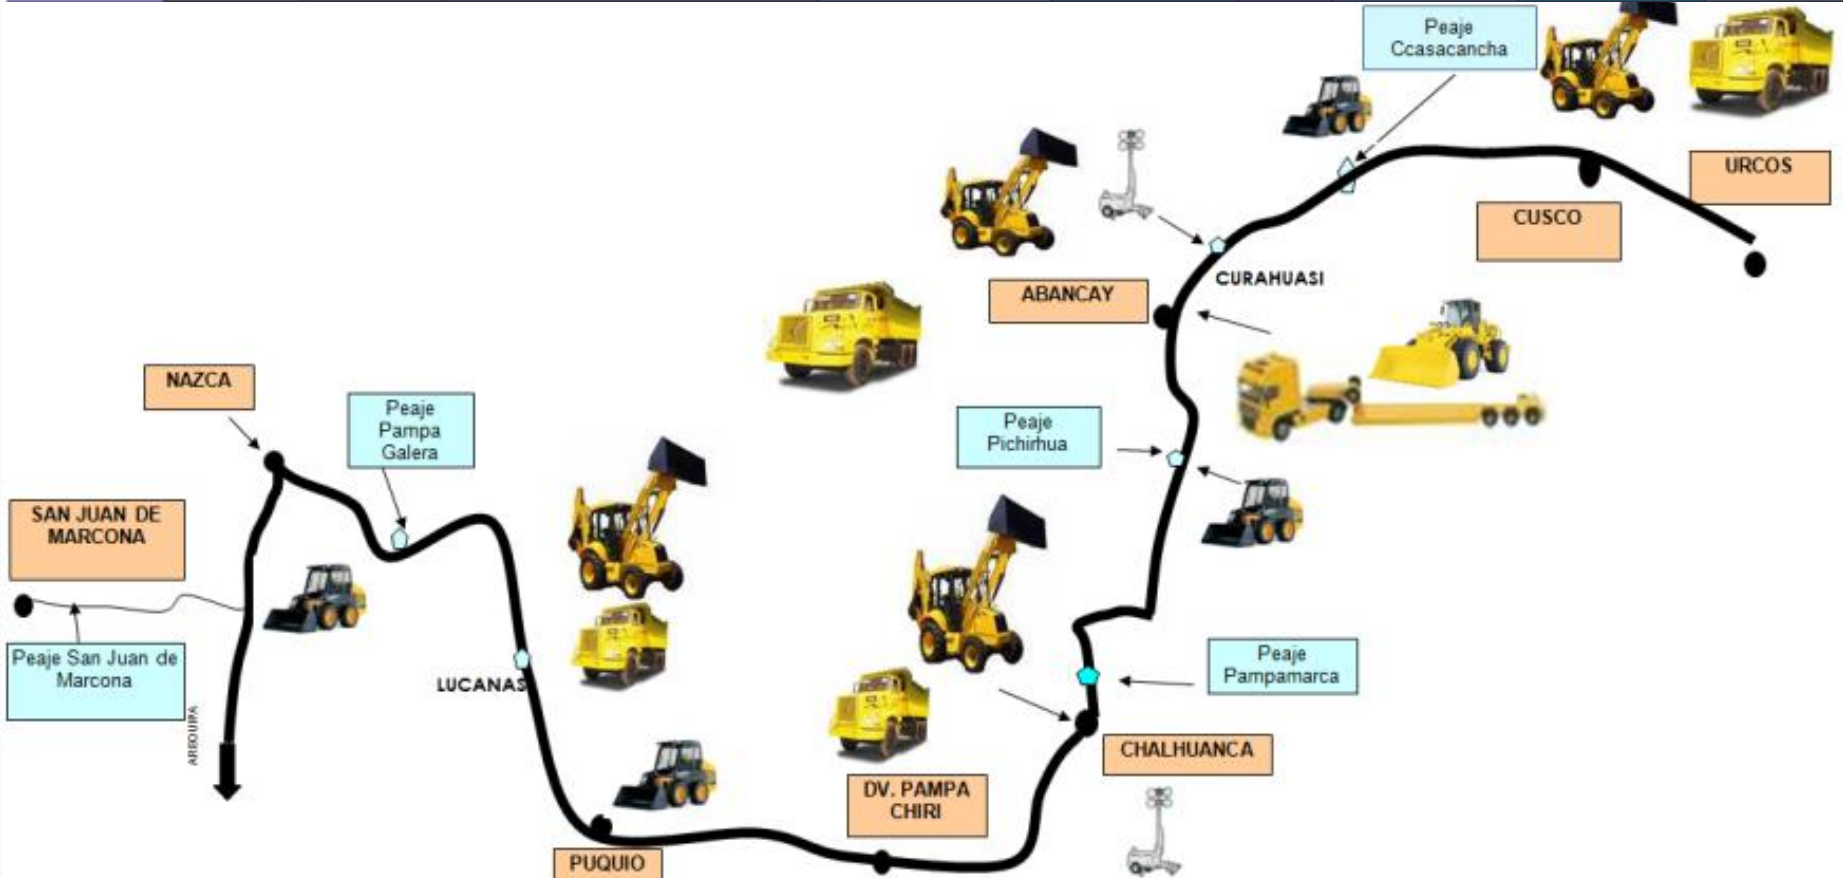 Peaje
Ccasacancha
URCOS
CUSCO
CURAHUASI
ABANCAY
NAZCA
Peaje
Pampa
Galera
Peaje
Pichirhua
SAN JUAN DE
MARCONA
Peaje San Juan de
Marcona
AREQUIPA
LUCANAS
Peaje
Pampamarca
CHALHUANCA
DV. PAMPA
CHIRI
PUQUIO